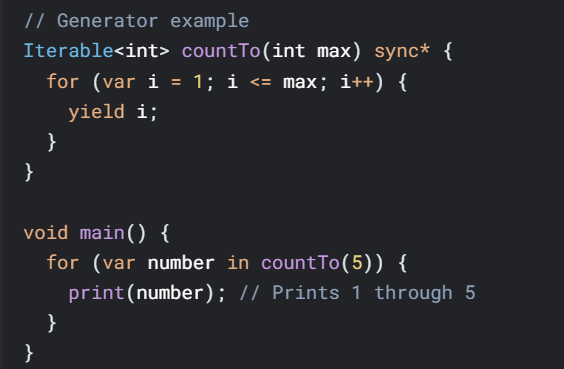 // Generator example
Iterable<int> countTo(int max) sync* {
  for (var i = 1; i <= max; i++) {
    yield i;
  }
}

void main() {
  for (var number in countTo(5)) {
    print(number); // Prints 1 through 5
  }
}